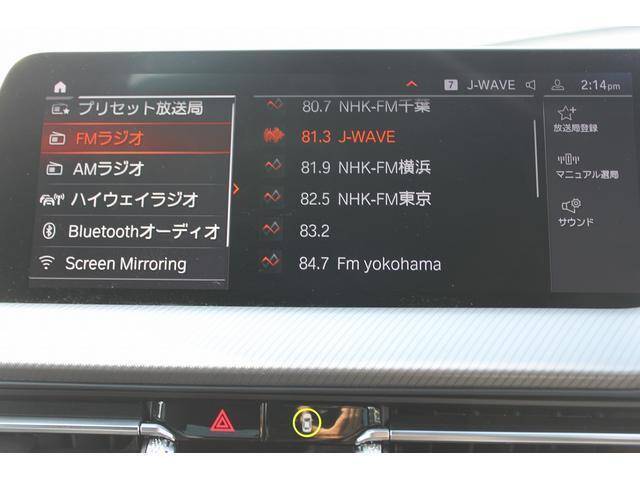 7 J-WAVE 2:14pm
プリセット放送局
FMラジオ
AMラジオ
ハイウェイラジオ
Bluetoothオーディオ
Screen Mirroring
80.7 NHK-FM千葉
81.3 J-WAVE
81.9 NHK-FM横浜
82.5 NHK-FM東京
83.2
84.7 Fm yokohama
放送局登録
マニュアル選局
サウンド